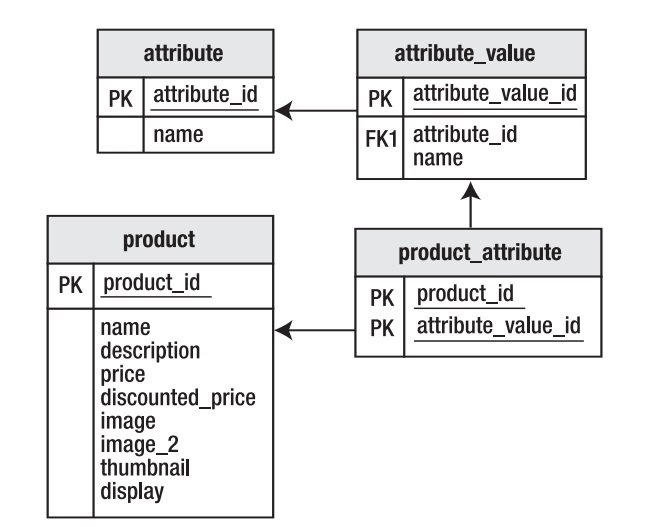 attribute
PK attribute_id
name
attribute_value
PK attribute_value_id
FK1 attribute_id
name
product
PK product_id
name
description
price
discounted_price
image
image_2
thumbnail
display
product_attribute
PK product_id
PK attribute_value_id